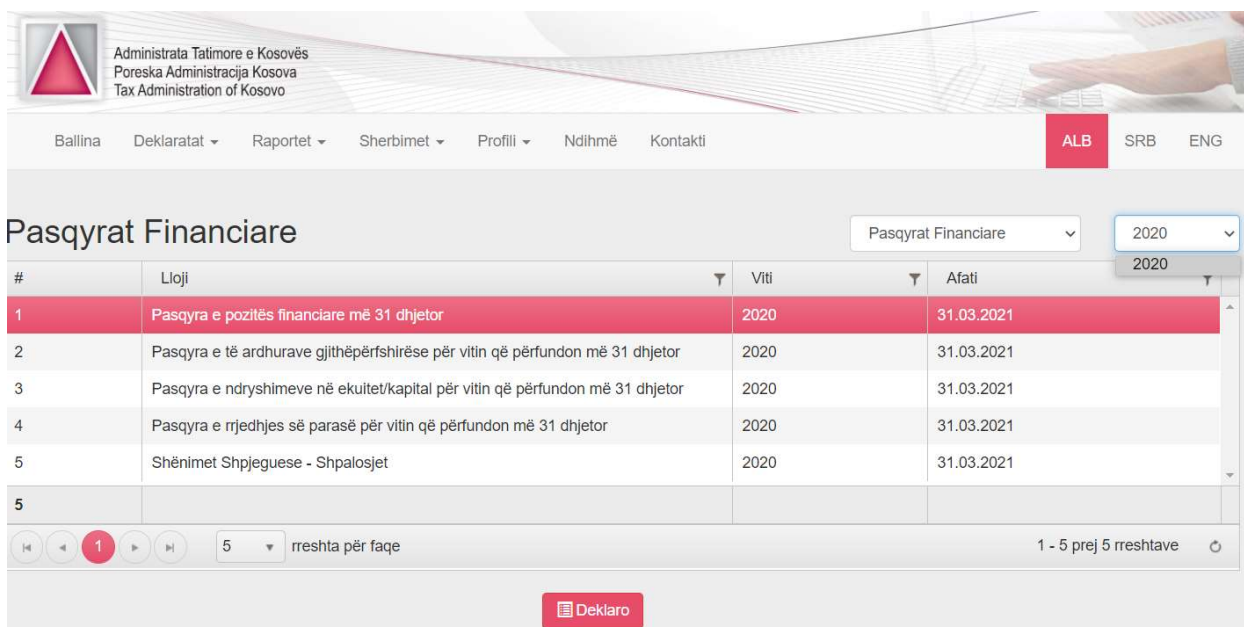 Administrata Tatimore e Kosovës
Poreska Administracija Kosova
Tax Administration of Kosovo
Ballina Deklaratat Raportet Sherbimet Profili Ndihmë Kontakti ALB SRB ENG
Pasqyrat Financiare Pasqyrat Financiare 2020
2020
# Lloji Viti Afati
1 Pasqyra e pozitës financiare më 31 dhjetor 2020 31.03.2021
2 Pasqyra e të ardhurave gjithëpërfshirëse për vitin që përfundon më 31 dhjetor 2020 31.03.2021
3 Pasqyra e ndryshimeve në ekuitet/kapital për vitin që përfundon më 31 dhjetor 2020 31.03.2021
4 Pasqyra e rrjedhjes së parasë për vitin që përfundon më 31 dhjetor 2020 31.03.2021
5 Shënimet Shpjeguese - Shpalosjet 2020 31.03.2021
5
1 5 rreshta për faqe 1 - 5 prej 5 rreshtave
Deklaro